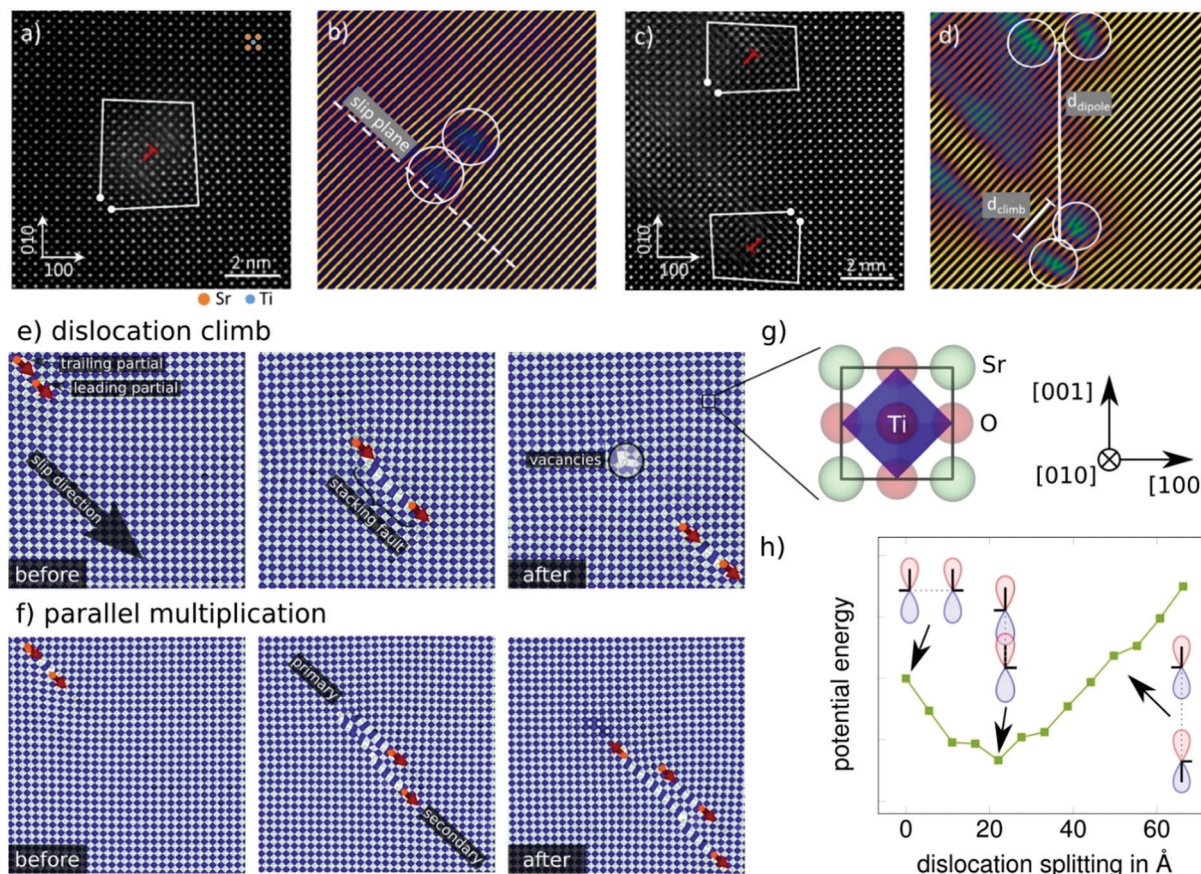 a)
010
100
2 nm
Sr
Ti
b)
slip plane
c)
010
100
2 nm
d)
d dipole
d climb
e) dislocation climb
trailing partial
leading partial
slip direction
before
stacking fault
vacancies
after
f) parallel multiplication
before
primary
secondary
after
g)
Sr
Ti
O
[001]
[010]
[100]
h)
potential energy
0 20 40 60
dislocation splitting in Å